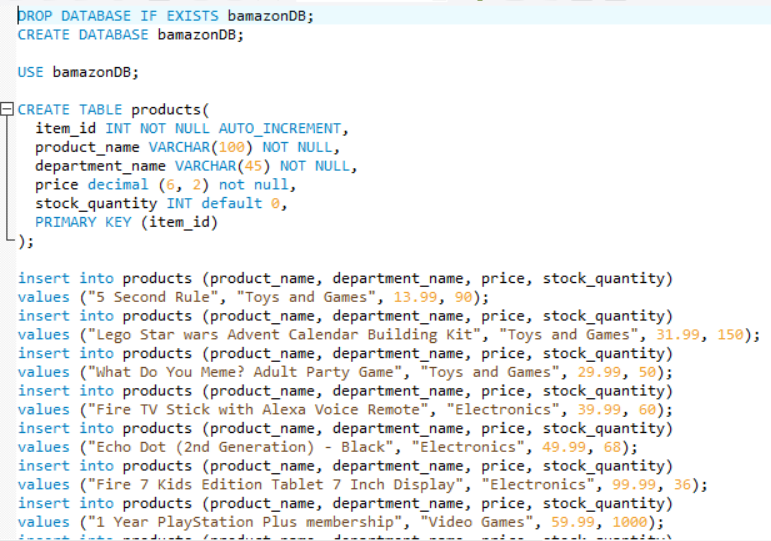 DROP DATABASE IF EXISTS bamazonDB;
CREATE DATABASE bamazonDB;
USE bamazonDB;
CREATE TABLE products(
item_id INT NOT NULL AUTO_INCREMENT,
product_name VARCHAR(100) NOT NULL,
department_name VARCHAR(45) NOT NULL,
price decimal (6, 2) not null,
stock_quantity INT default 0,
PRIMARY KEY (item_id)
);
insert into products (product_name, department_name, price, stock_quantity)
values ("5 Second Rule", "Toys and Games", 13.99, 90);
insert into products (product_name, department_name, price, stock_quantity)
values ("Lego Star wars Advent Calendar Building Kit", "Toys and Games", 31.99, 150);
insert into products (product_name, department_name, price, stock_quantity)
values ("What Do You Meme? Adult Party Game", "Toys and Games", 29.99, 50);
insert into products (product_name, department_name, price, stock_quantity)
values ("Fire TV Stick with Alexa Voice Remote", "Electronics", 39.99, 60);
insert into products (product_name, department_name, price, stock_quantity)
values ("Echo Dot (2nd Generation) - Black", "Electronics", 49.99, 68);
insert into products (product_name, department_name, price, stock_quantity)
values ("Fire 7 Kids Edition Tablet 7 Inch Display", "Electronics", 99.99, 36);
insert into products (product_name, department_name, price, stock_quantity)
values ("1 Year PlayStation Plus membership", "Video Games", 59.99, 1000);